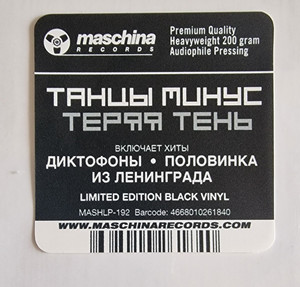 maschina
RECORDS
Premium Quality
Heavyweight 200 gram
Audiophile Pressing
ТАНЦЫ МИНУС
ТЕРЯЯ ТЕНЬ
ВКЛЮЧАЕТ ХИТЫ
ДИКТОФОНЫ • ПОЛОВИНКА
ИЗ ЛЕНИНГРАДА
LIMITED EDITION BLACK VINYL
MASHLP-192 Barcode: 4668010261840
WWW.MASCHINARECORDS.COM